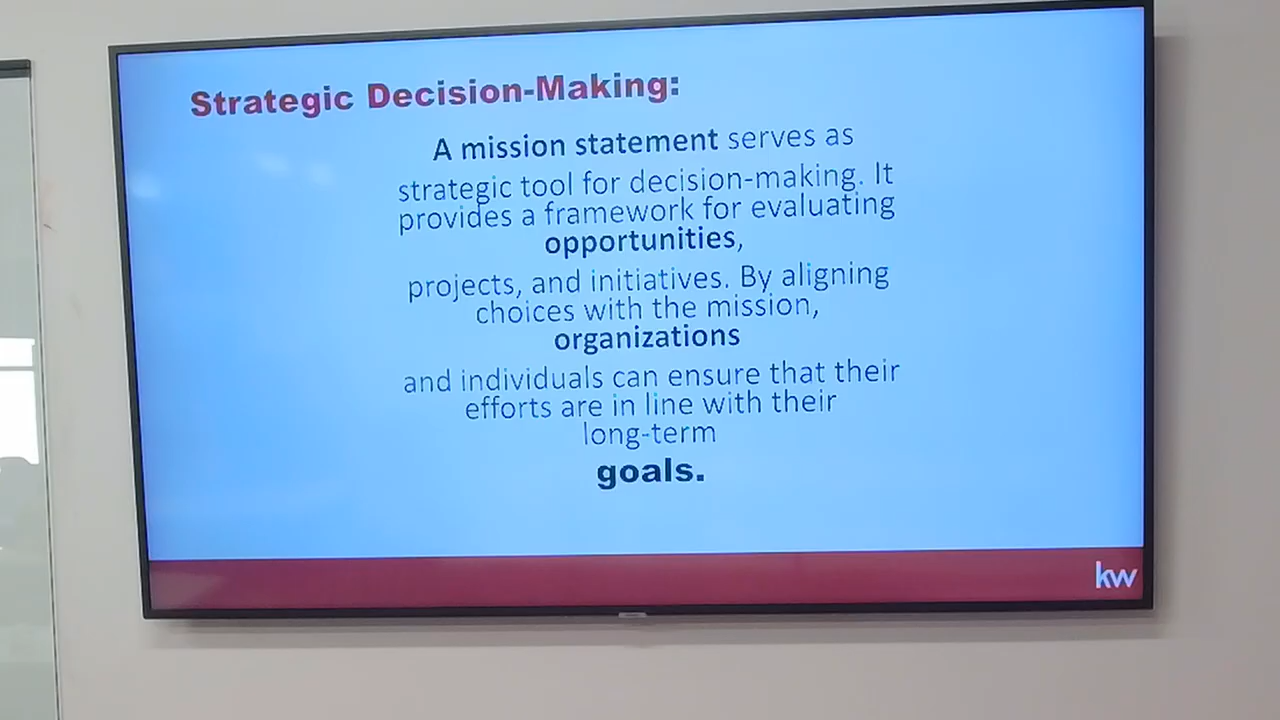 Strategic Decision-Making:
A mission statement serves as
strategic tool for decision-making. It
provides a framework for evaluating
opportunities,
projects, and initiatives. By aligning
choices with the mission,
organizations
and individuals can ensure that their
efforts are in line with their
long-term
goals.
kw